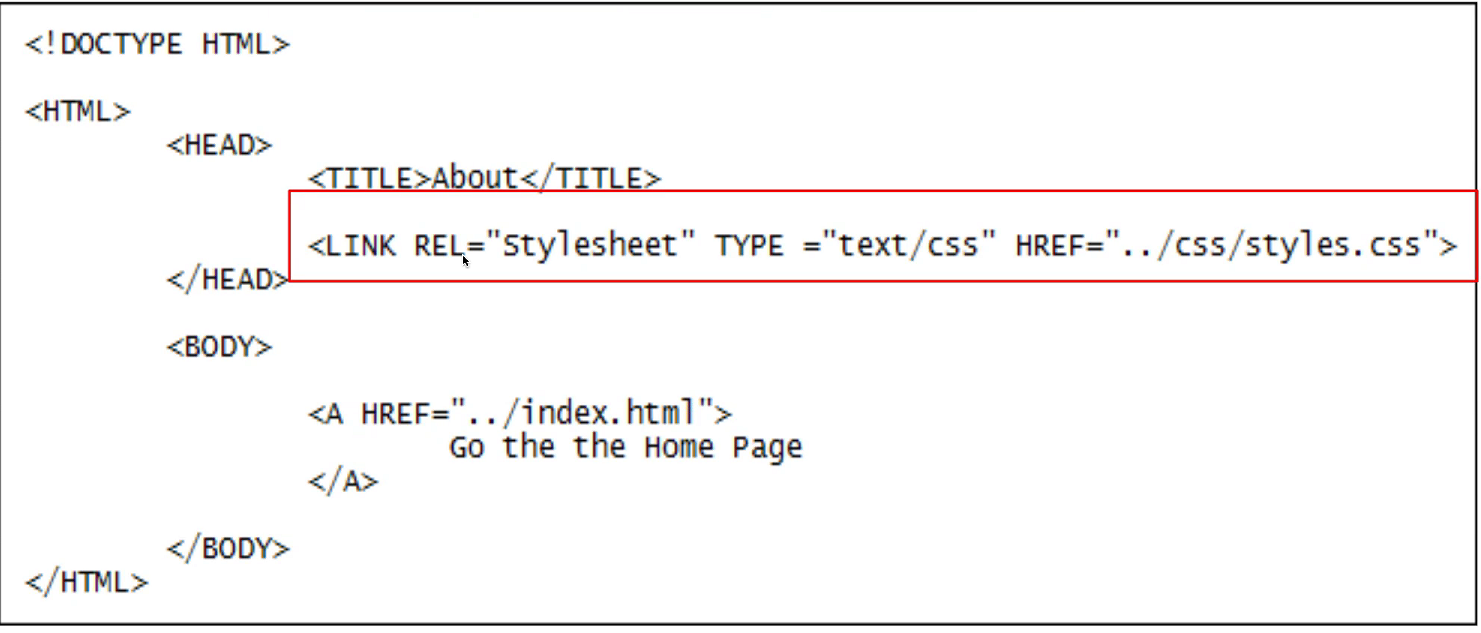 <!DOCTYPE HTML>
<HTML>
<HEAD>
<TITLE>About</TITLE>
<LINK REL="Stylesheet" TYPE ="text/css" HREF="../css/styles.css">
</HEAD>
<BODY>
<A HREF="../index.html">
Go the the Home Page
</A>
</BODY>
</HTML>